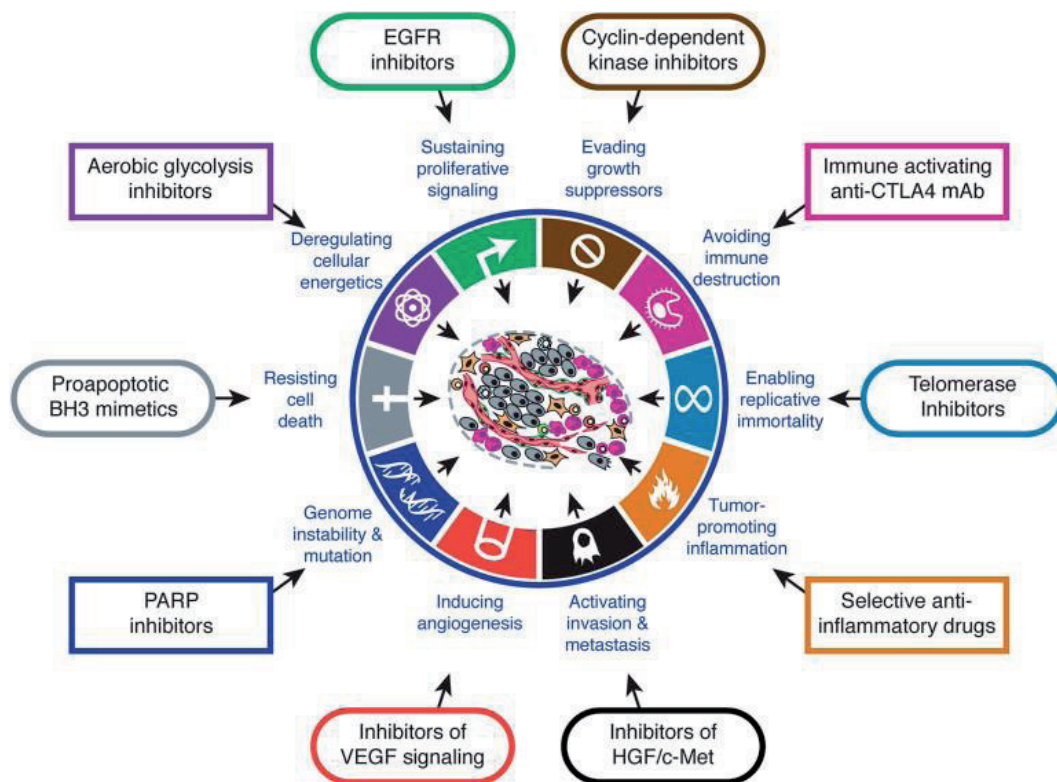 EGFR
inhibitors
Cyclin-dependent
kinase inhibitors
Sustaining
proliferative
signaling
Evading
growth
suppressors
Aerobic glycolysis
inhibitors
Immune activating
anti-CTLA4 mAb
Deregulating
cellular
energetics
Avoiding
immune
destruction
Proapoptotic
BH3 mimetics
Resisting
cell
death
Enabling
replicative
immortality
Telomerase
Inhibitors
Genome
instability &
mutation
Tumor-
promoting
inflammation
PARP
inhibitors
Inducing
angiogenesis
Activating
invasion &
metastasis
Selective anti-
inflammatory drugs
Inhibitors of
VEGF signaling
Inhibitors of
HGF/c-Met